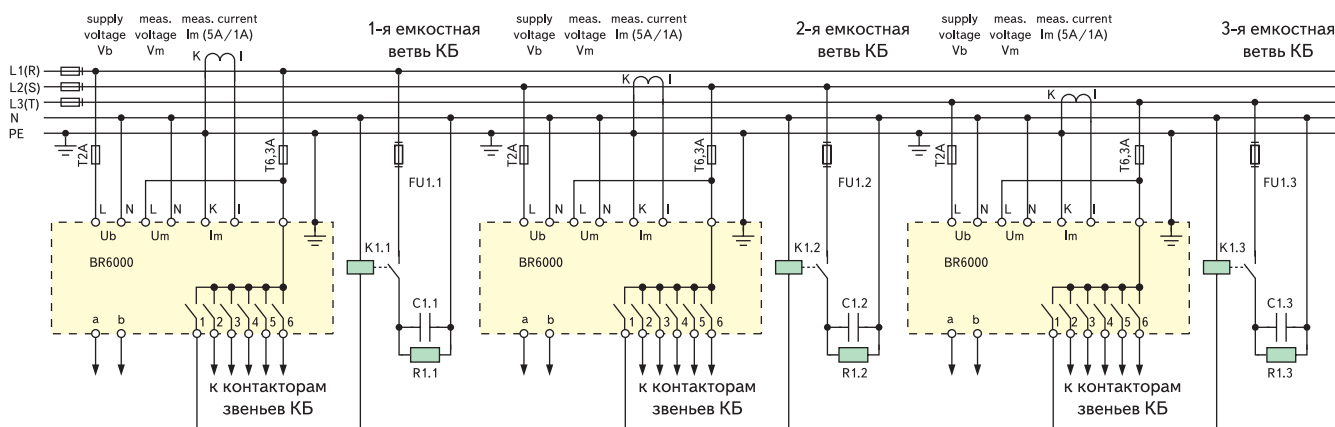 supply meas. meas. current
voltage voltage Im (5A/1A)
Vb Vm
1-я емкостная
ветвь КБ
supply meas. meas. current
voltage voltage Im (5A/1A)
Vb Vm
2-я емкостная
ветвь КБ
supply meas. meas. current
voltage voltage Im (5A/1A)
Vb Vm
3-я емкостная
ветвь КБ
L1(R)
L2(S)
L3(T)
N
PE
K I
K I
K I
T2A T6,3A FU1.1
T2A T6,3A FU1.2
T2A T6,3A FU1.3
L N L N K I
L N L N K I
L N L N K I
Ub Um Im
Ub Um Im
Ub Um Im
BR6000 K1.1
BR6000 K1.2
BR6000 K1.3
C1.1
C1.2
C1.3
a b 1 2 3 4 5 6
a b 1 2 3 4 5 6
a b 1 2 3 4 5 6
R1.1
R1.2
R1.3
к контакторам
звеньев КБ
к контакторам
звеньев КБ
к контакторам
звеньев КБ